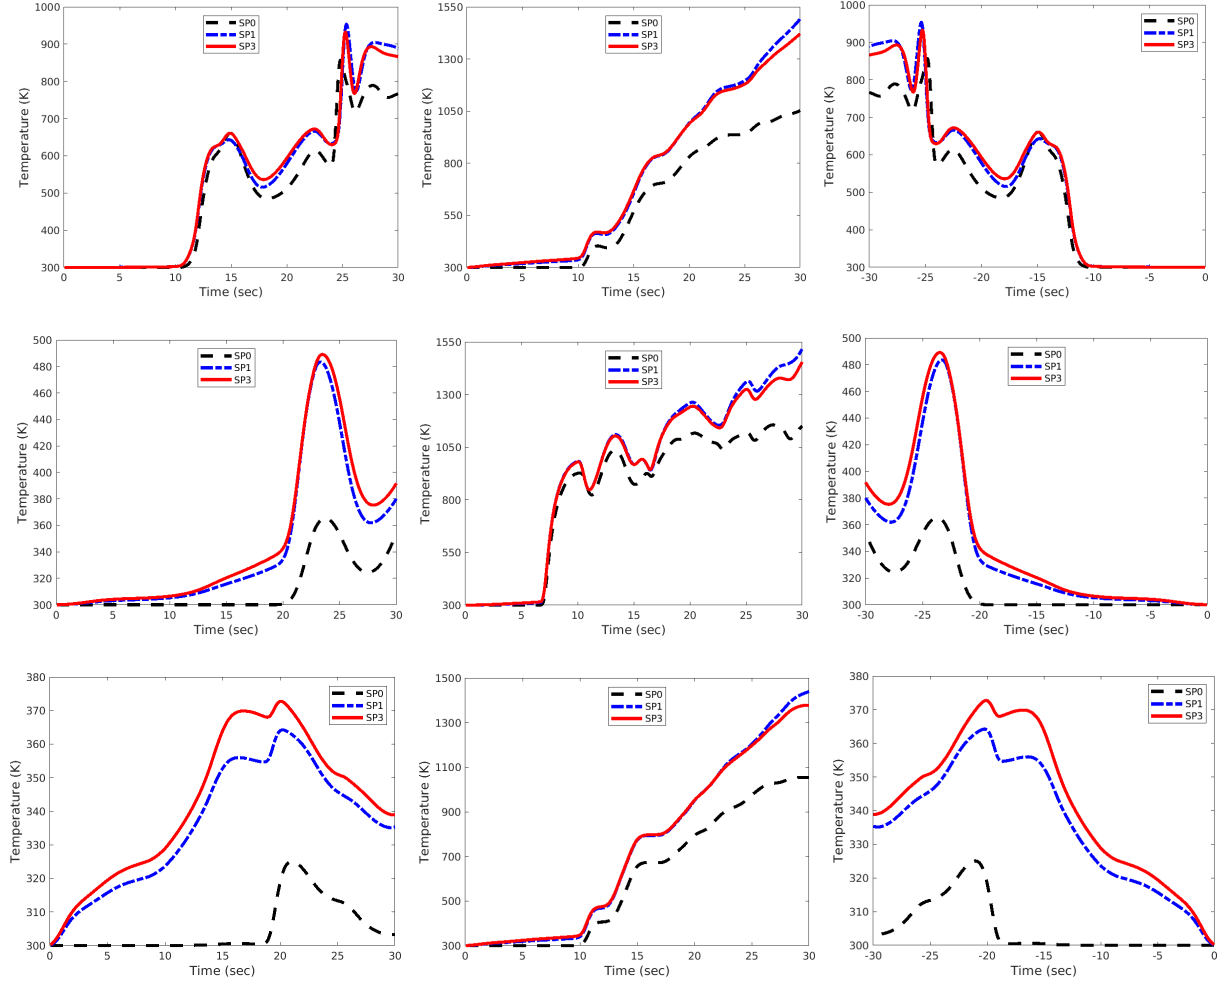 1000
900
800
700
600
500
400
300
Temperature (K)
SP0
SP1
SP3
0 5 10 15 20 25 30
Time (sec)
1550
1300
1050
800
550
300
Temperature (K)
SP0
SP1
SP3
0 5 10 15 20 25 30
Time (sec)
1000
900
800
700
600
500
400
300
Temperature (K)
SP0
SP1
SP3
-30 -25 -20 -15 -10 -5 0
Time (sec)
500
480
460
440
420
400
380
360
340
320
300
Temperature (K)
SP0
SP1
SP3
0 5 10 15 20 25 30
Time (sec)
1550
1300
1050
800
550
300
Temperature (K)
SP0
SP1
SP3
0 5 10 15 20 25 30
Time (sec)
500
480
460
440
420
400
380
360
340
320
300
Temperature (K)
SP0
SP1
SP3
-30 -25 -20 -15 -10 -5 0
Time (sec)
380
370
360
350
340
330
320
310
300
Temperature (K)
SP0
SP1
SP3
0 5 10 15 20 25 30
Time (sec)
1500
1300
1100
900
700
500
300
Temperature (K)
SP0
SP1
SP3
0 5 10 15 20 25 30
Time (sec)
380
370
360
350
340
330
320
310
300
Temperature (K)
SP0
SP1
SP3
-30 -25 -20 -15 -10 -5 0
Time (sec)